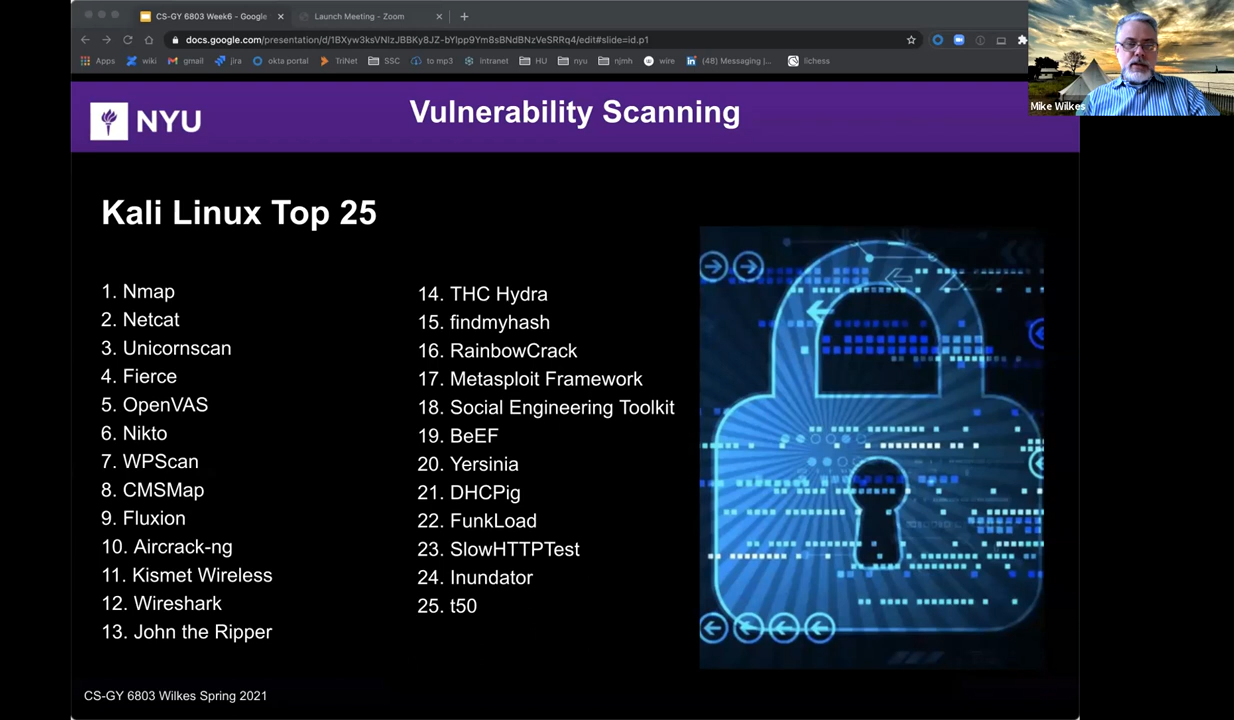 CS-GY 6803 Week6 - Google
Launch Meeting - Zoom
docs.google.com/presentation/d/1BXyw3ksVNIzJBBKy8JZ-bYlpp9Ym8sBNdBNzVeSRRq4/edit#slide=id.p1
Apps wiki gmail jira okta portal TriNet SSC to mp3 Intranet HU nyu njmh wire (48) Messaging |... lichess
Mike Wilkes
NYU
Vulnerability Scanning
Kali Linux Top 25
1. Nmap
2. Netcat
3. Unicornscan
4. Fierce
5. OpenVAS
6. Nikto
7. WPScan
8. CMSMap
9. Fluxion
10. Aircrack-ng
11. Kismet Wireless
12. Wireshark
13. John the Ripper
14. THC Hydra
15. findmyhash
16. RainbowCrack
17. Metasploit Framework
18. Social Engineering Toolkit
19. BeEF
20. Yersinia
21. DHCPig
22. FunkLoad
23. SlowHTTPTest
24. Inundator
25. t50
CS-GY 6803 Wilkes Spring 2021